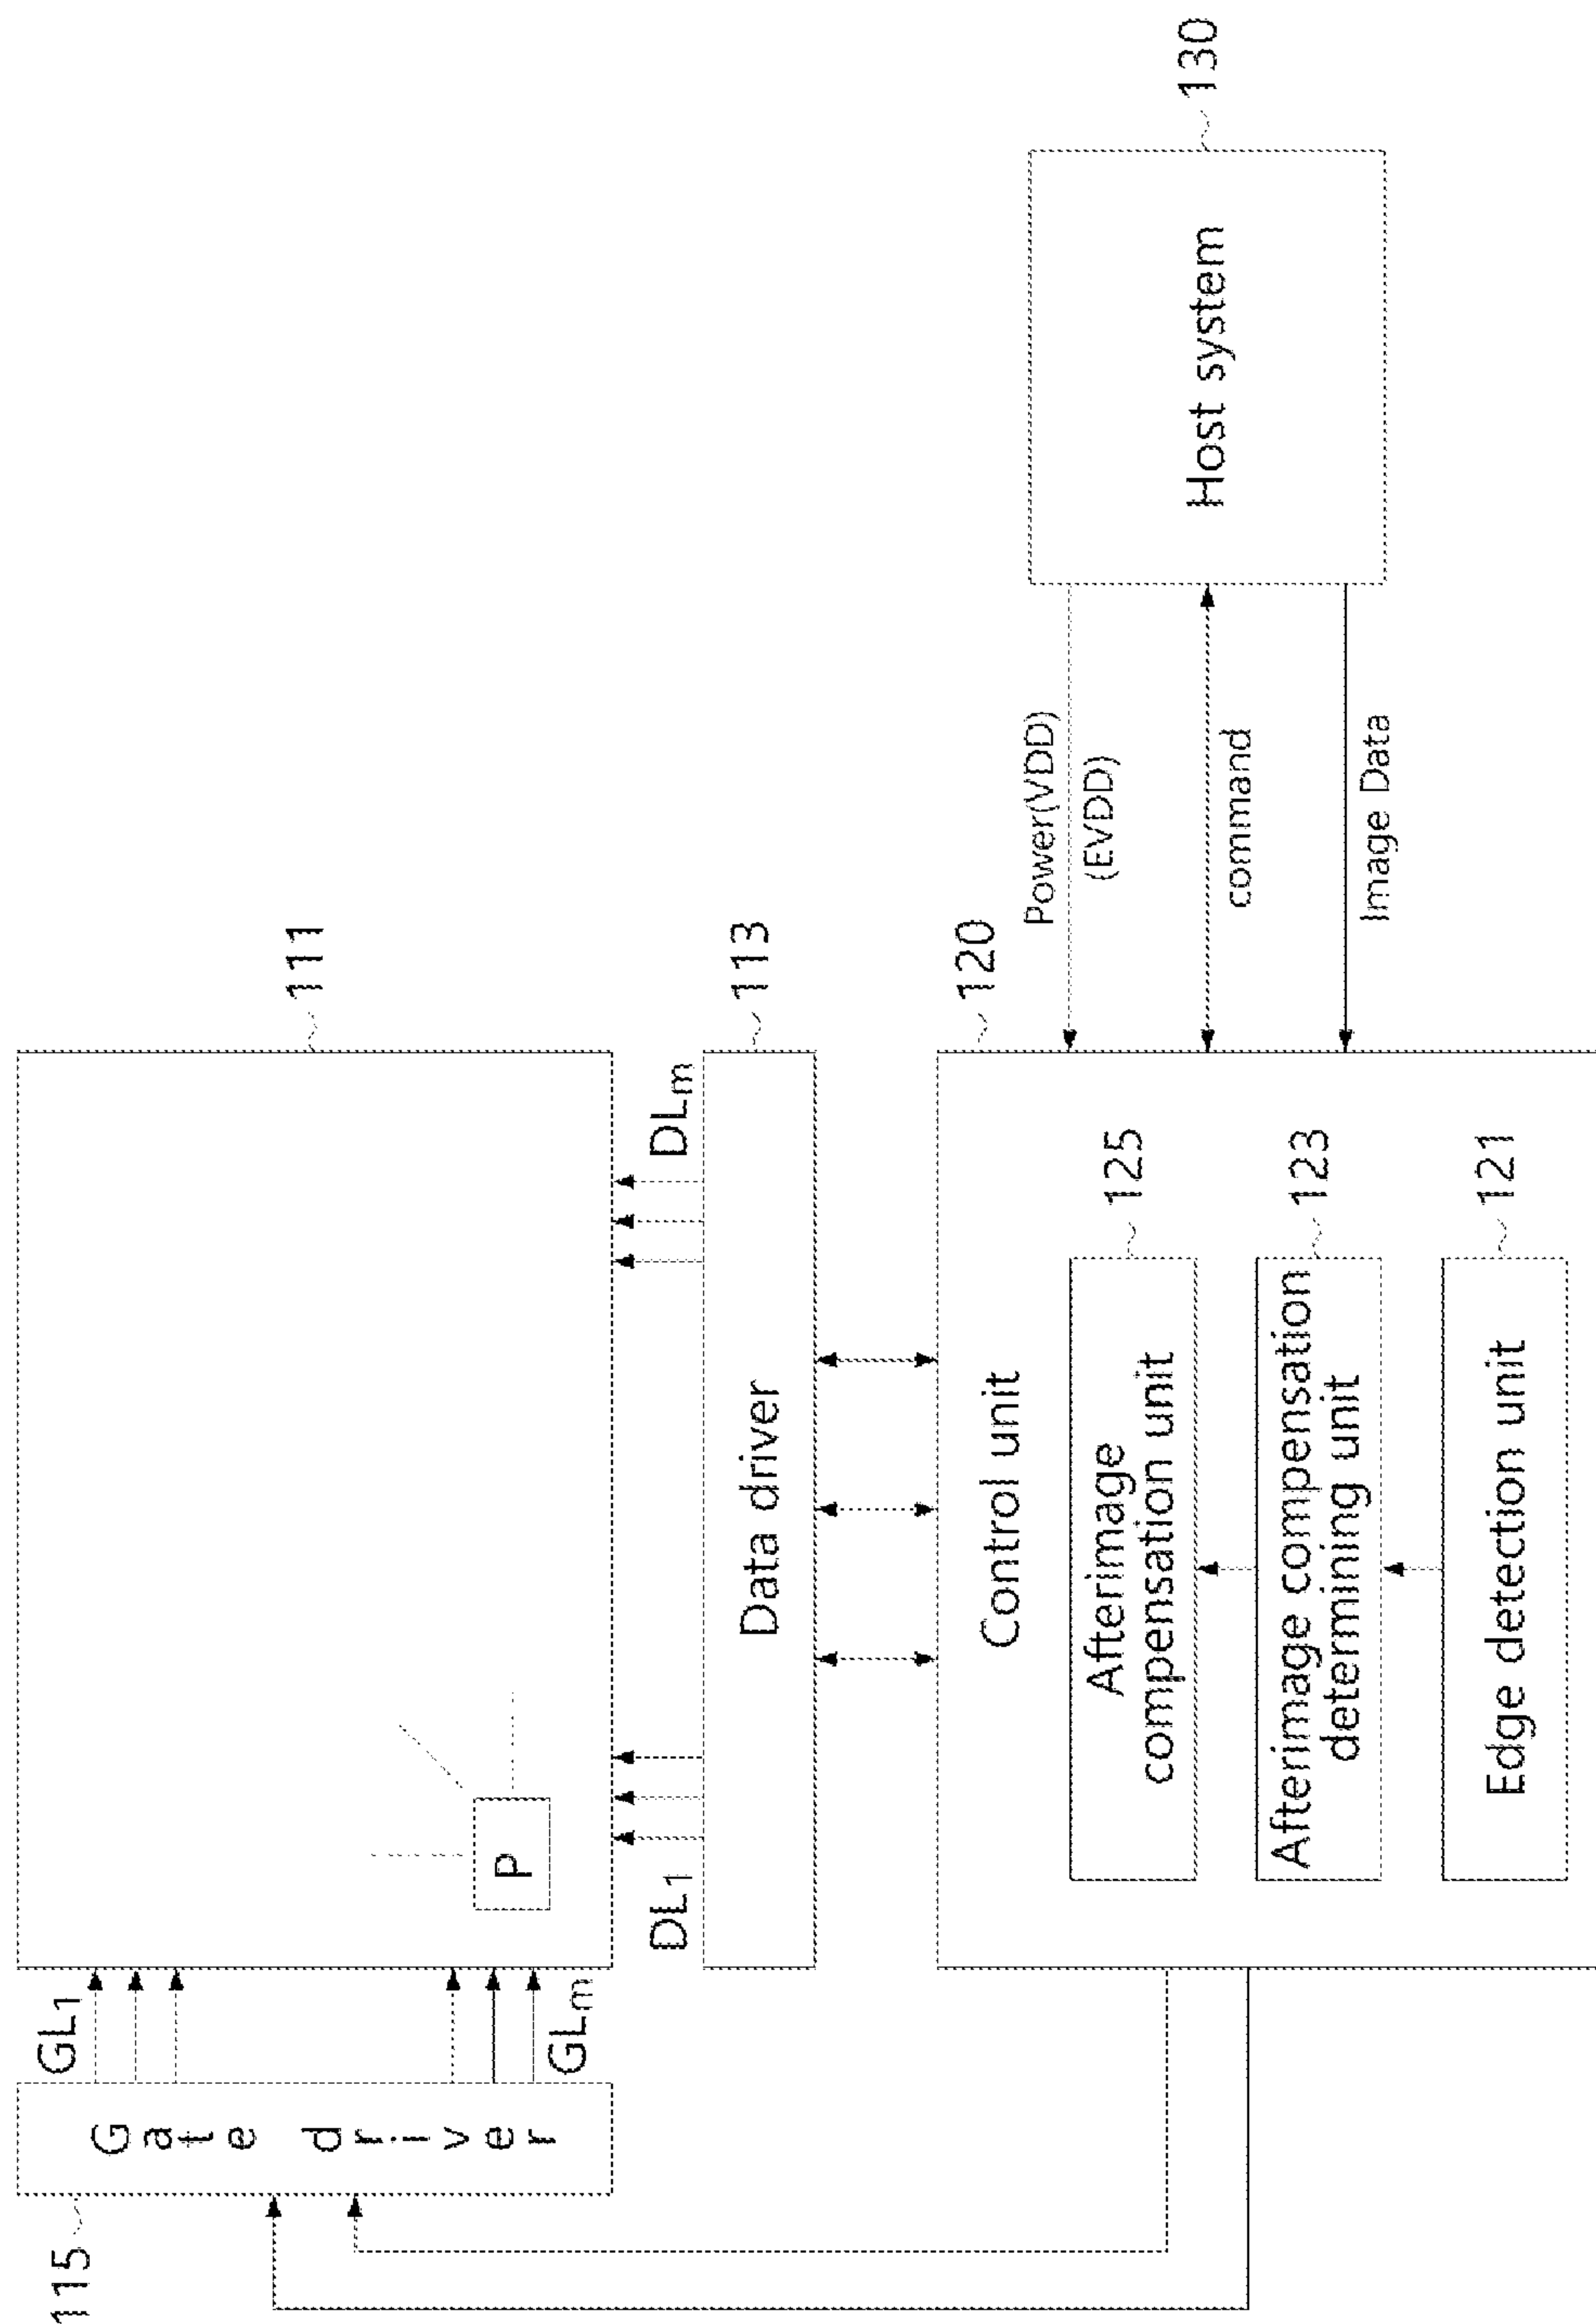 115
Gate driver
GL1
GLm
P
111
DL1
DLm
Data driver
113
120
Control unit
Afterimage
compensation unit
125
Afterimage compensation
determining unit
123
Edge detection unit
121
Power(VDD)
(EVDD)
command
Image Data
Host system
130